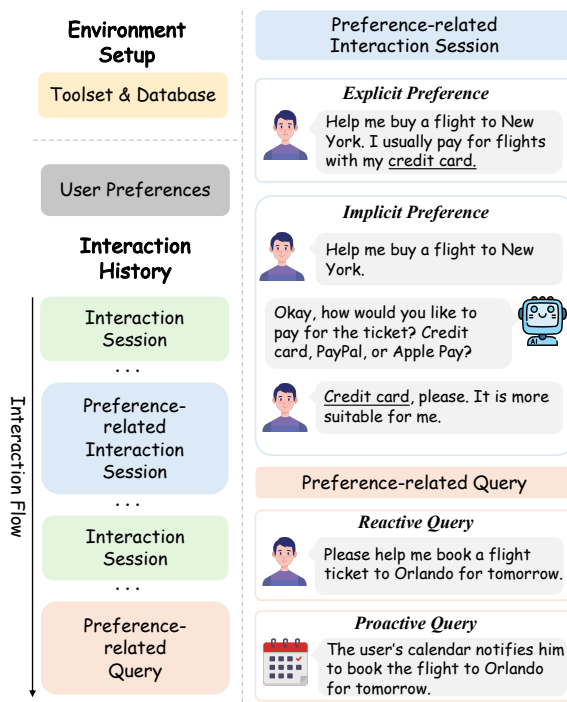 Environment
Setup
Toolset & Database
User Preferences
Interaction
History
Interaction Flow
Interaction
Session
...
Preference-
related
Interaction
Session
...
Interaction
Session
...
Preference-
related
Query
Preference-related
Interaction Session
Explicit Preference
Help me buy a flight to New
York. I usually pay for flights
with my credit card.
Implicit Preference
Help me buy a flight to New
York.
Okay, how would you like to
pay for the ticket? Credit
card, PayPal, or Apple Pay?
AI
Credit card, please. It is more
suitable for me.
Preference-related Query
Reactive Query
Please help me book a flight
ticket to Orlando for tomorrow.
Proactive Query
The user's calendar notifies him
to book the flight to Orlando
for tomorrow.